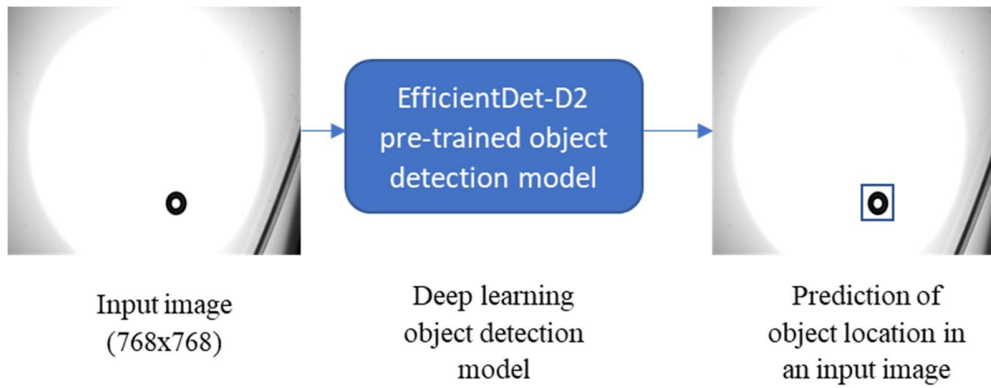 EfficientDet-D2
pre-trained object
detection model
Input image
(768x768)
Deep learning
object detection
model
Prediction of
object location in
an input image